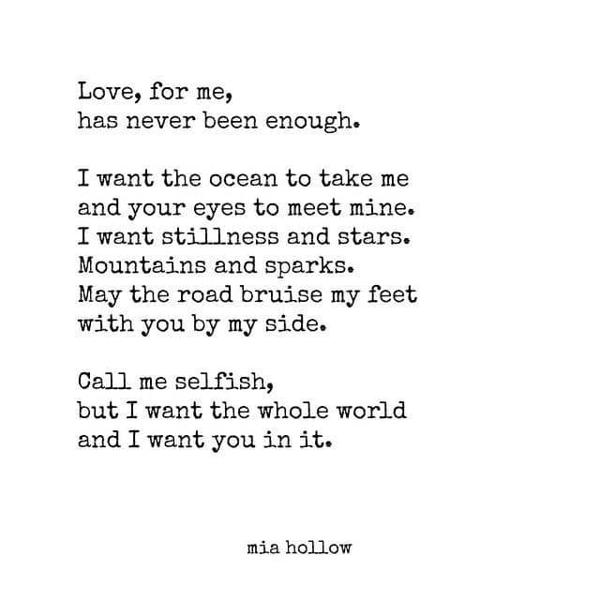 Love, for me,
has never been enough.
I want the ocean to take me
and your eyes to meet mine.
I want stillness and stars.
Mountains and sparks.
May the road bruise my feet
with you by my side.
Call me selfish,
but I want the whole world
and I want you in it.
mia hollow